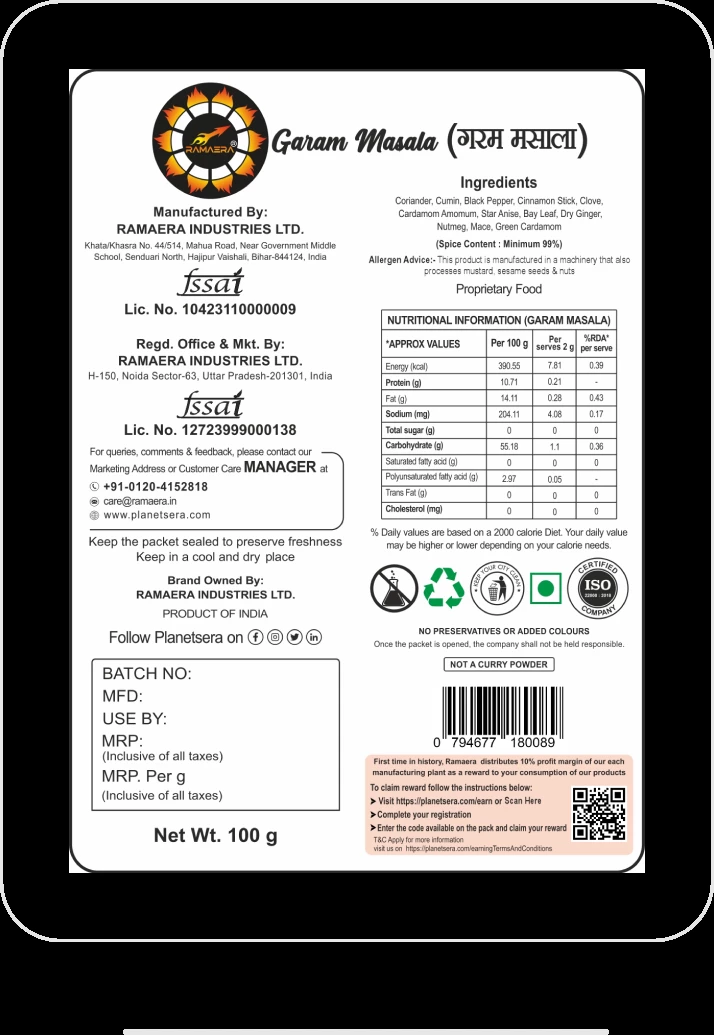 RAMAERA®
Garam Masala (गरम मसाला)
Manufactured By:
RAMAERA INDUSTRIES LTD.
Khata/Khasra No. 44/514, Mahua Road, Near Government Middle
School, Senduari North, Hajipur Vaishali, Bihar-844124, India
fssai
Lic. No. 10423110000009
Regd. Office & Mkt. By:
RAMAERA INDUSTRIES LTD.
H-150, Noida Sector-63, Uttar Pradesh-201301, India
fssai
Lic. No. 12723999000138
For queries, comments & feedback, please contact our
Marketing Address or Customer Care MANAGER at
+91-0120-4152818
care@ramaera.in
www.planetsera.com
Keep the packet sealed to preserve freshness
Keep in a cool and dry place
Brand Owned By:
RAMAERA INDUSTRIES LTD.
PRODUCT OF INDIA
Follow Planetsera on
BATCH NO:
MFD:
USE BY:
MRP:
(Inclusive of all taxes)
MRP. Per g
(Inclusive of all taxes)
Net Wt. 100 g
Ingredients
Coriander, Cumin, Black Pepper, Cinnamon Stick, Clove,
Cardamom Amomum, Star Anise, Bay Leaf, Dry Ginger,
Nutmeg, Mace, Green Cardamom
(Spice Content : Minimum 99%)
Allergen Advice:- This product is manufactured in a machinery that also
processes mustard, sesame seeds & nuts
Proprietary Food
NUTRITIONAL INFORMATION (GARAM MASALA)
*APPROX VALUES Per 100 g Per serves 2 g %RDA* per serve
Energy (kcal) 390.55 7.81 0.39
Protein (g) 10.71 0.21 -
Fat (g) 14.11 0.28 0.43
Sodium (mg) 204.11 4.08 0.17
Total sugar (g) 0 0 0
Carbohydrate (g) 55.18 1.1 0.36
Saturated fatty acid (g) 0 0 0
Polyunsaturated fatty acid (g) 2.97 0.05 -
Trans Fat (g) 0 0 0
Cholesterol (mg) 0 0 0
% Daily values are based on a 2000 calorie Diet. Your daily value
may be higher or lower depending on your calorie needs.
KEEP YOUR CITY CLEAN
CERTIFIED
ISO
22000 : 2018
COMPANY
NO PRESERVATIVES OR ADDED COLOURS
Once the packet is opened, the company shall not be held responsible.
NOT A CURRY POWDER
0 794677 180089
First time in history, Ramaera distributes 10% profit margin of our each
manufacturing plant as a reward to your consumption of our products
To claim reward follow the instructions below:
➤ Visit https://planetsera.com/earn or Scan Here
➤ Complete your registration
➤ Enter the code available on the pack and claim your reward
T&C Apply for more information
visit us on https://planetsera.com/earningTermsAndConditions